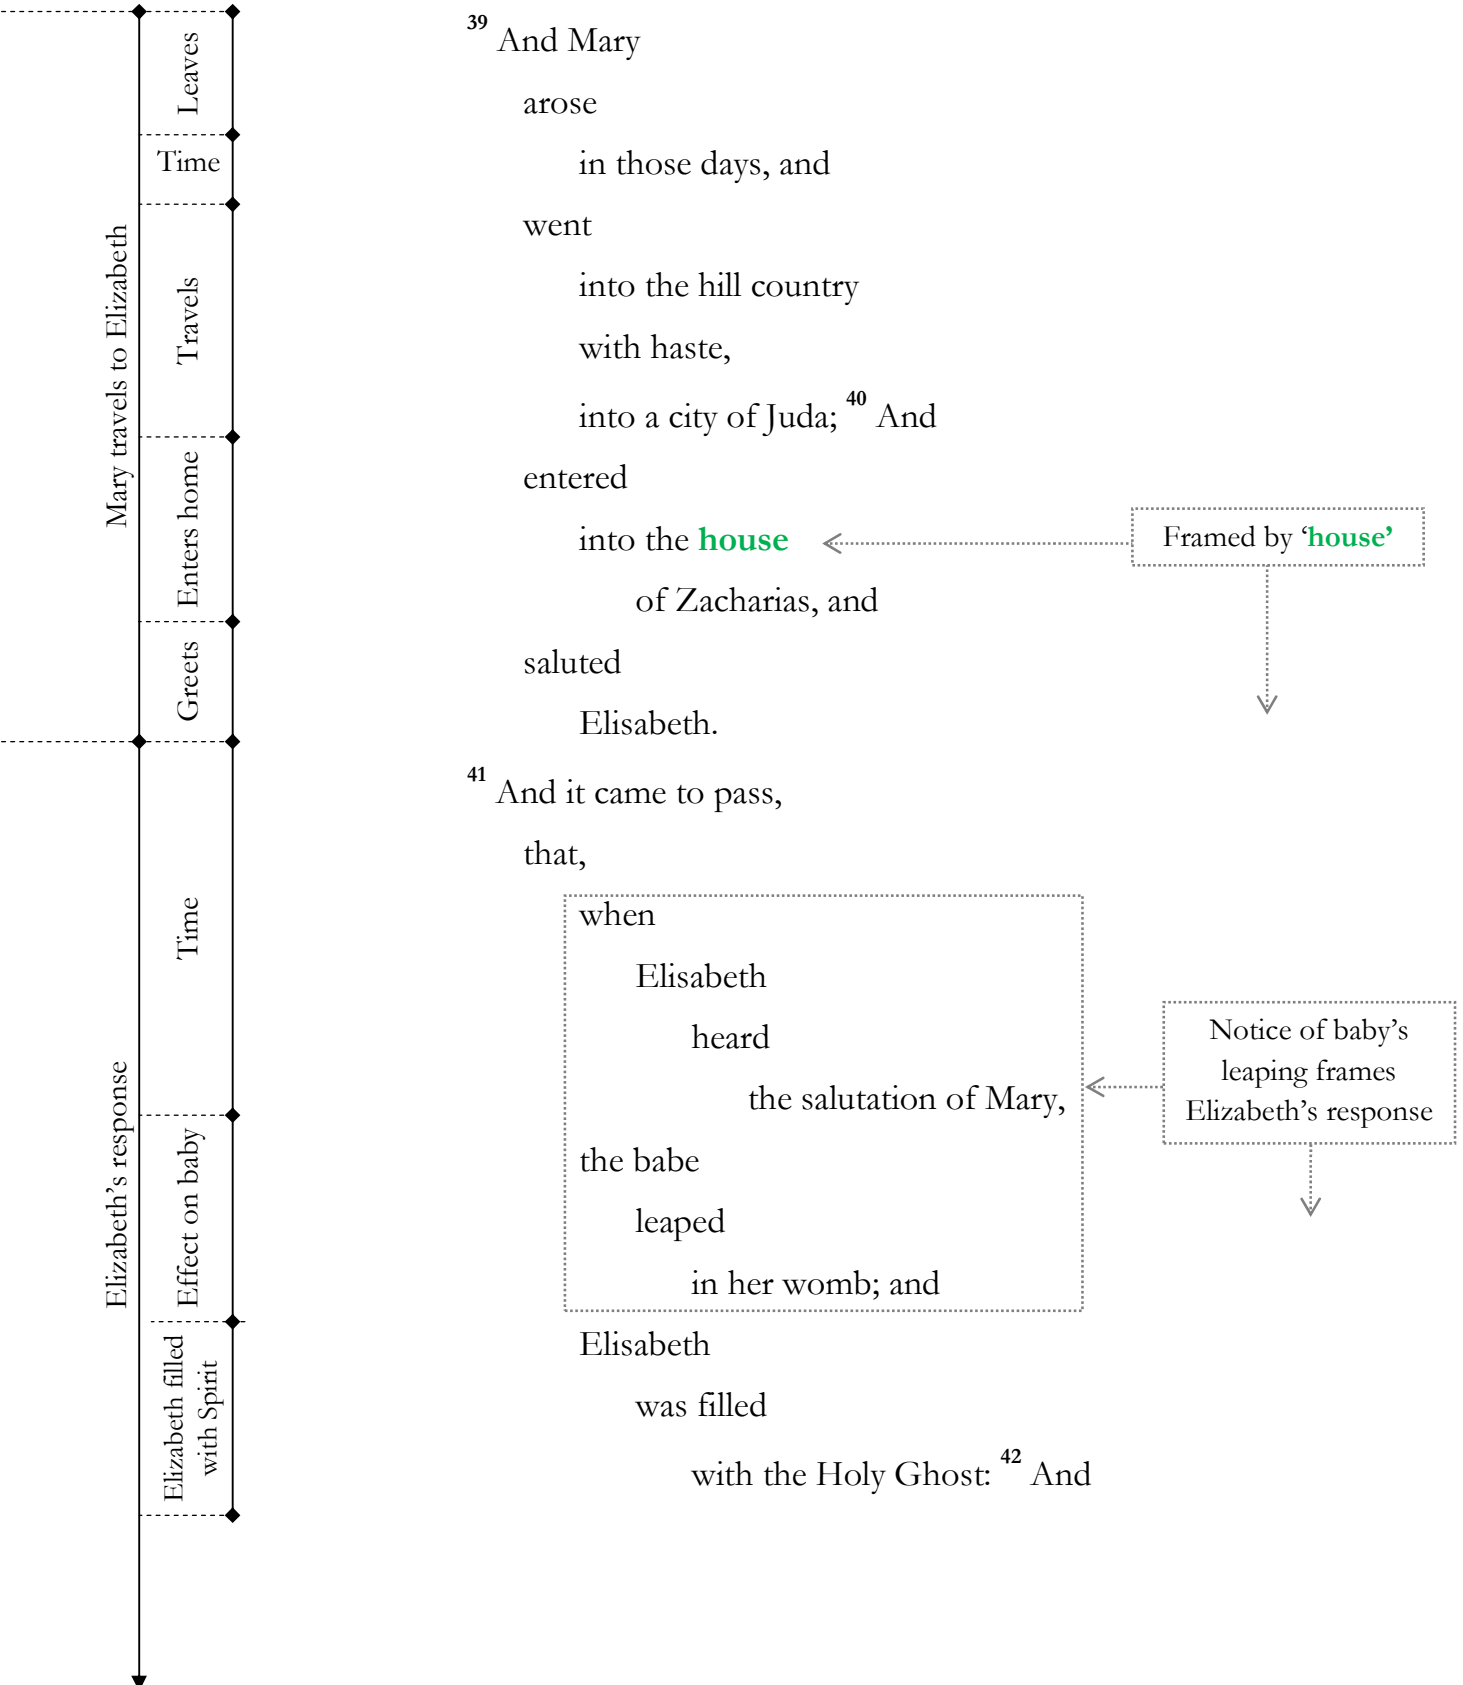 Mary travels to Elizabeth
Leaves
Time
Travels
Enters home
Greets
39 And Mary
arose
in those days, and
went
into the hill country
with haste,
into a city of Juda; 40 And
entered
into the house
of Zacharias, and
saluted
Elisabeth.
Framed by ‘house’
Elizabeth’s response
Time
Effect on baby
Elizabeth filled
with Spirit
41 And it came to pass,
that,
when
Elisabeth
heard
the salutation of Mary,
the babe
leaped
in her womb; and
Elisabeth
was filled
with the Holy Ghost: 42 And
Notice of baby’s
leaping frames
Elizabeth’s response